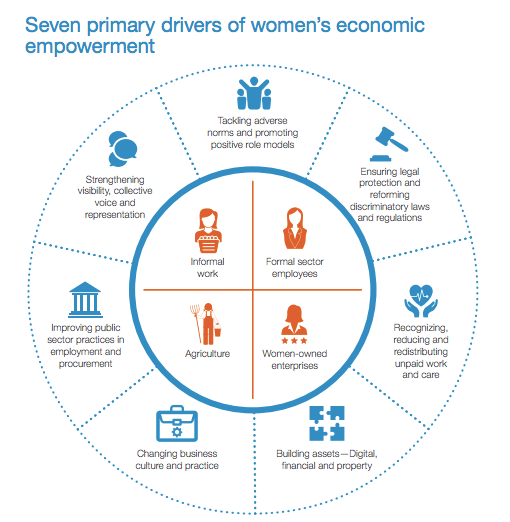 Seven primary drivers of women's economic
empowerment
Tackling adverse
norms and promoting
positive role models
Ensuring legal
protection and
reforming
discriminatory laws
and regulations
Recognizing,
reducing and
redistributing
unpaid work
and care
Building assets—Digital,
financial and property
Changing business
culture and practice
Improving public
sector practices in
employment and
procurement
Strengthening
visibility, collective
voice and
representation
Informal
work
Formal sector
employees
Agriculture
Women-owned
enterprises